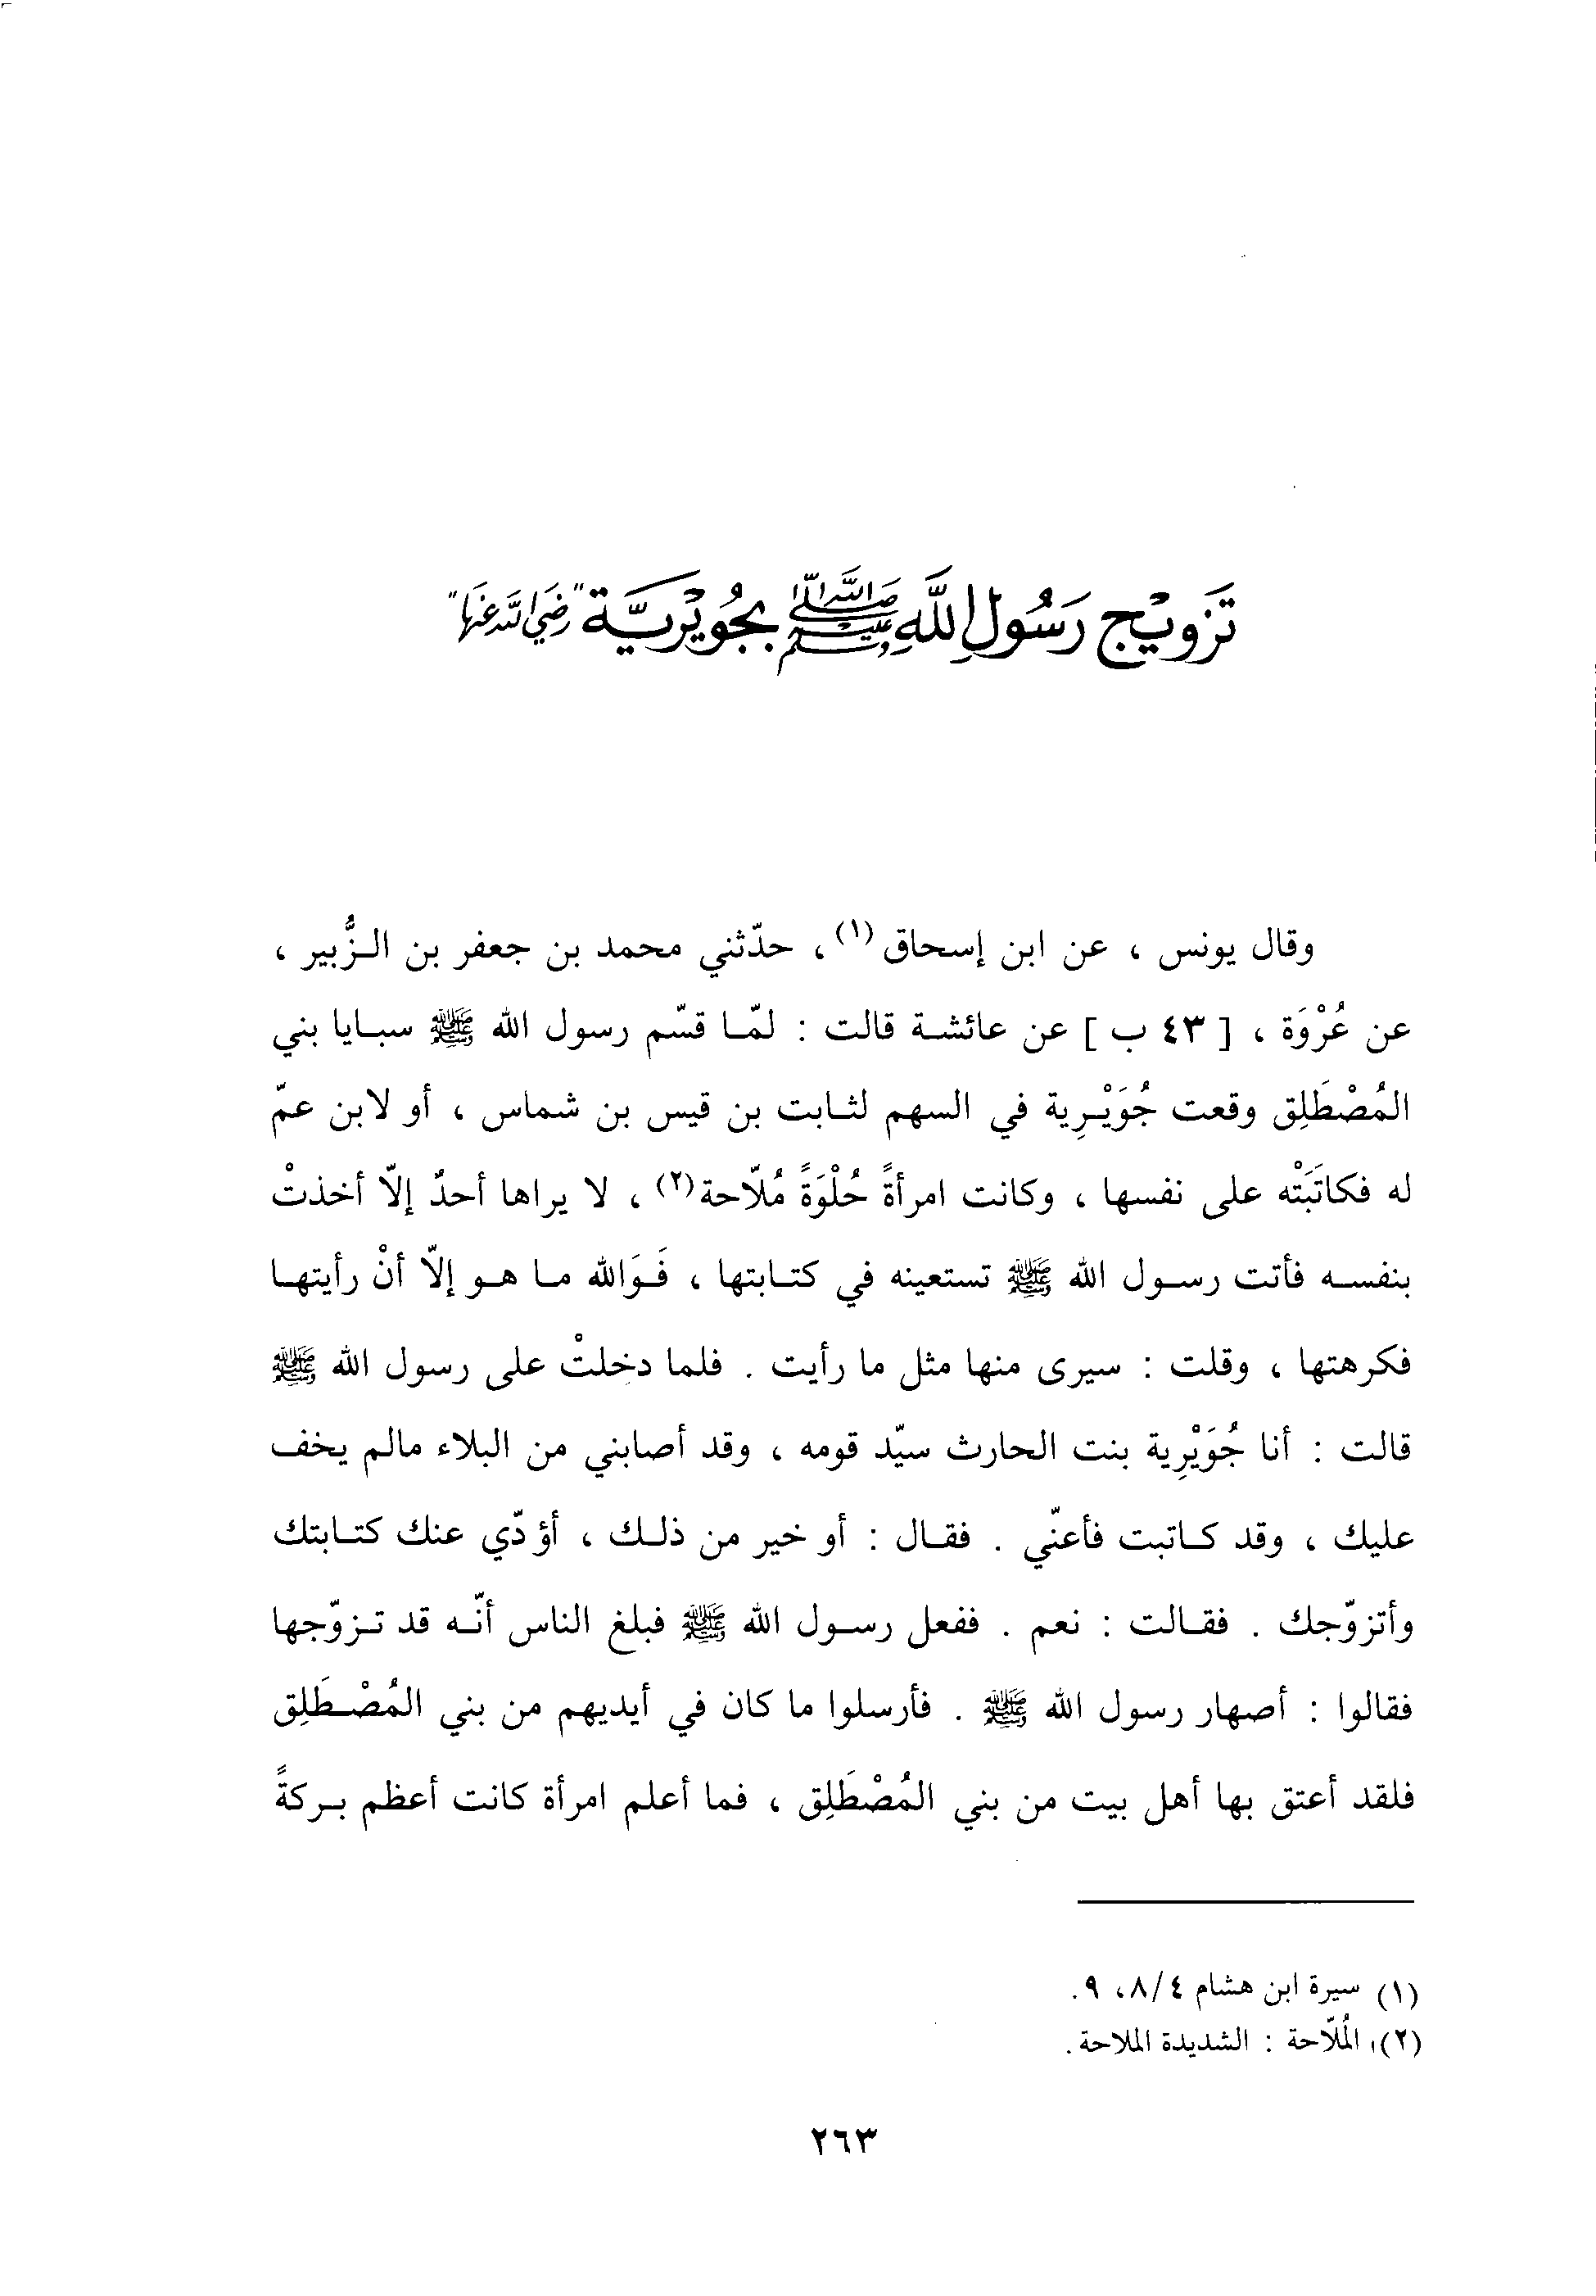 تَزويْج رَسُولِ اللَّهِ ﷺ بجُوَيْريَّة "رَضِيَ اللَّه عَنهَا"
وقال يونس ، عن ابن إسحاق (١) ، حدّثني محمد بن جعفر بن الزُّبير ،
عن عُرْوَة ، [ ٤٣ ب ] عن عائشة قالت : لمّا قسّم رسول الله ﷺ سبايا بني
المُصْطَلِق وقعت جُوَيْرِية في السهم لثابت بن قيس بن شماس ، أو لابن عمّ
له فكاتَبَتْه على نفسها ، وكانت امرأةً حُلْوَةً مُلّاحة (٢) ، لا يراها أحدٌ إلاّ أخذتْ
بنفسه فأتت رسول الله ﷺ تستعينه في كتابتها ، فَوَالله ما هو إلاّ أنْ رأيتها
فكرهتها ، وقلت : سيرى منها مثل ما رأيت . فلما دخلتْ على رسول الله ﷺ
قالت : أنا جُوَيْرِية بنت الحارث سيّد قومه ، وقد أصابني من البلاء مالم يخف
عليك ، وقد كاتبت فأعنّي . فقال : أو خير من ذلك ، أؤدّي عنك كتابتك
وأتزوّجك . فقالت : نعم . ففعل رسول الله ﷺ فبلغ الناس أنّه قد تزوّجها
فقالوا : أصهار رسول الله ﷺ . فأرسلوا ما كان في أيديهم من بني المُصْطَلِق
فلقد أعتق بها أهل بيت من بني المُصْطَلِق ، فما أعلم امرأة كانت أعظم بركةً
(١) سيرة ابن هشام ٨/٤، ٩.
(٢) المُلّاحة : الشديدة الملاحة .
٢٦٣